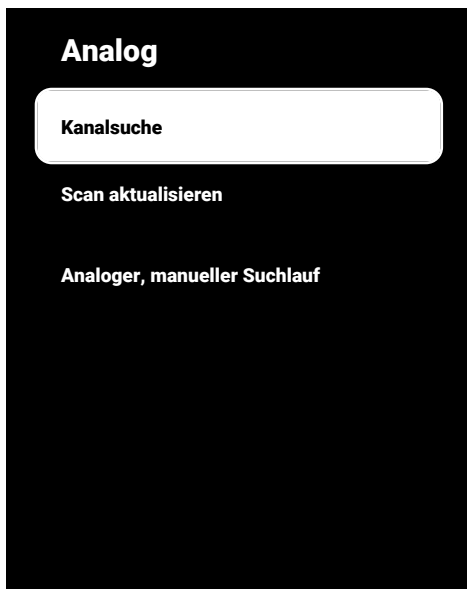 Analog
Kanalsuche
Scan aktualisieren
Analoger, manueller Suchlauf